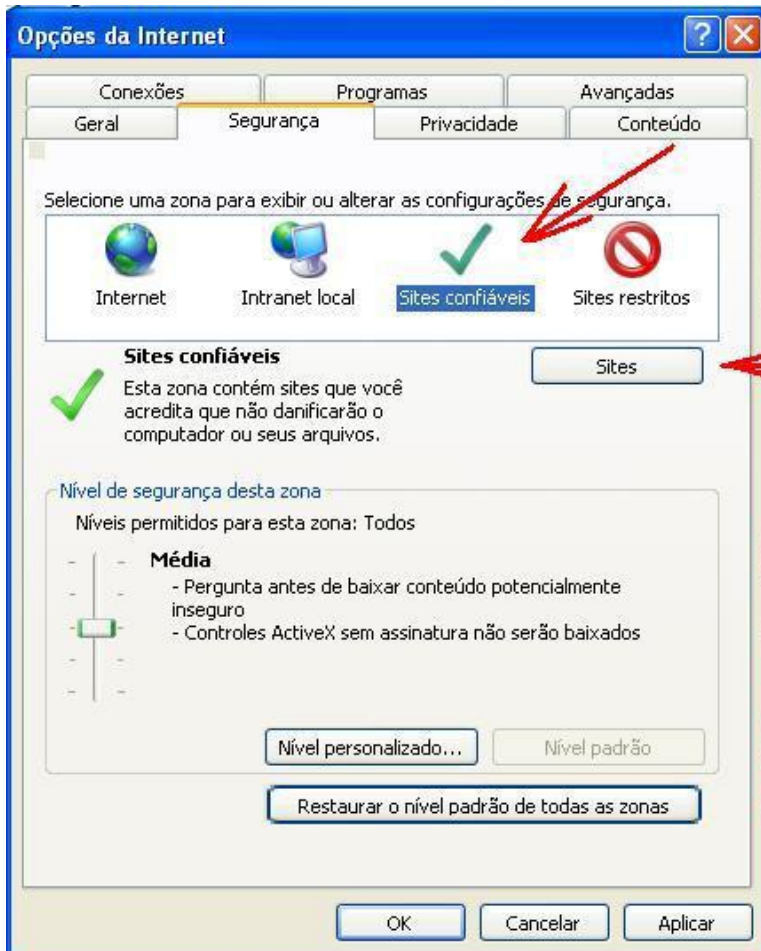 Opções da Internet
Conexões Programas Avançadas
Geral Segurança Privacidade Conteúdo
Selecione uma zona para exibir ou alterar as configurações de segurança.
Internet Intranet local Sites confiáveis Sites restritos
Sites confiáveis
Sites
Esta zona contém sites que você
acredita que não danificarão o
computador ou seus arquivos.
Nível de segurança desta zona
Níveis permitidos para esta zona: Todos
Média
- Pergunta antes de baixar conteúdo potencialmente
inseguro
- Controles ActiveX sem assinatura não serão baixados
Nível personalizado... Nível padrão
Restaurar o nível padrão de todas as zonas
OK Cancelar Aplicar